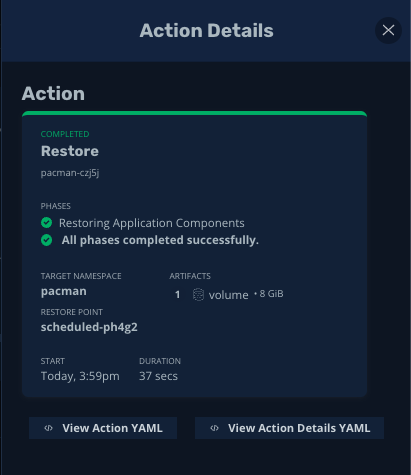 Action Details
Action
COMPLETED
Restore
pacman-czj5j
PHASES
Restoring Application Components
All phases completed successfully.
TARGET NAMESPACE ARTIFACTS
pacman 1 volume • 8 GiB
RESTORE POINT
scheduled-ph4g2
START DURATION
Today, 3:59pm 37 secs
View Action YAML View Action Details YAML